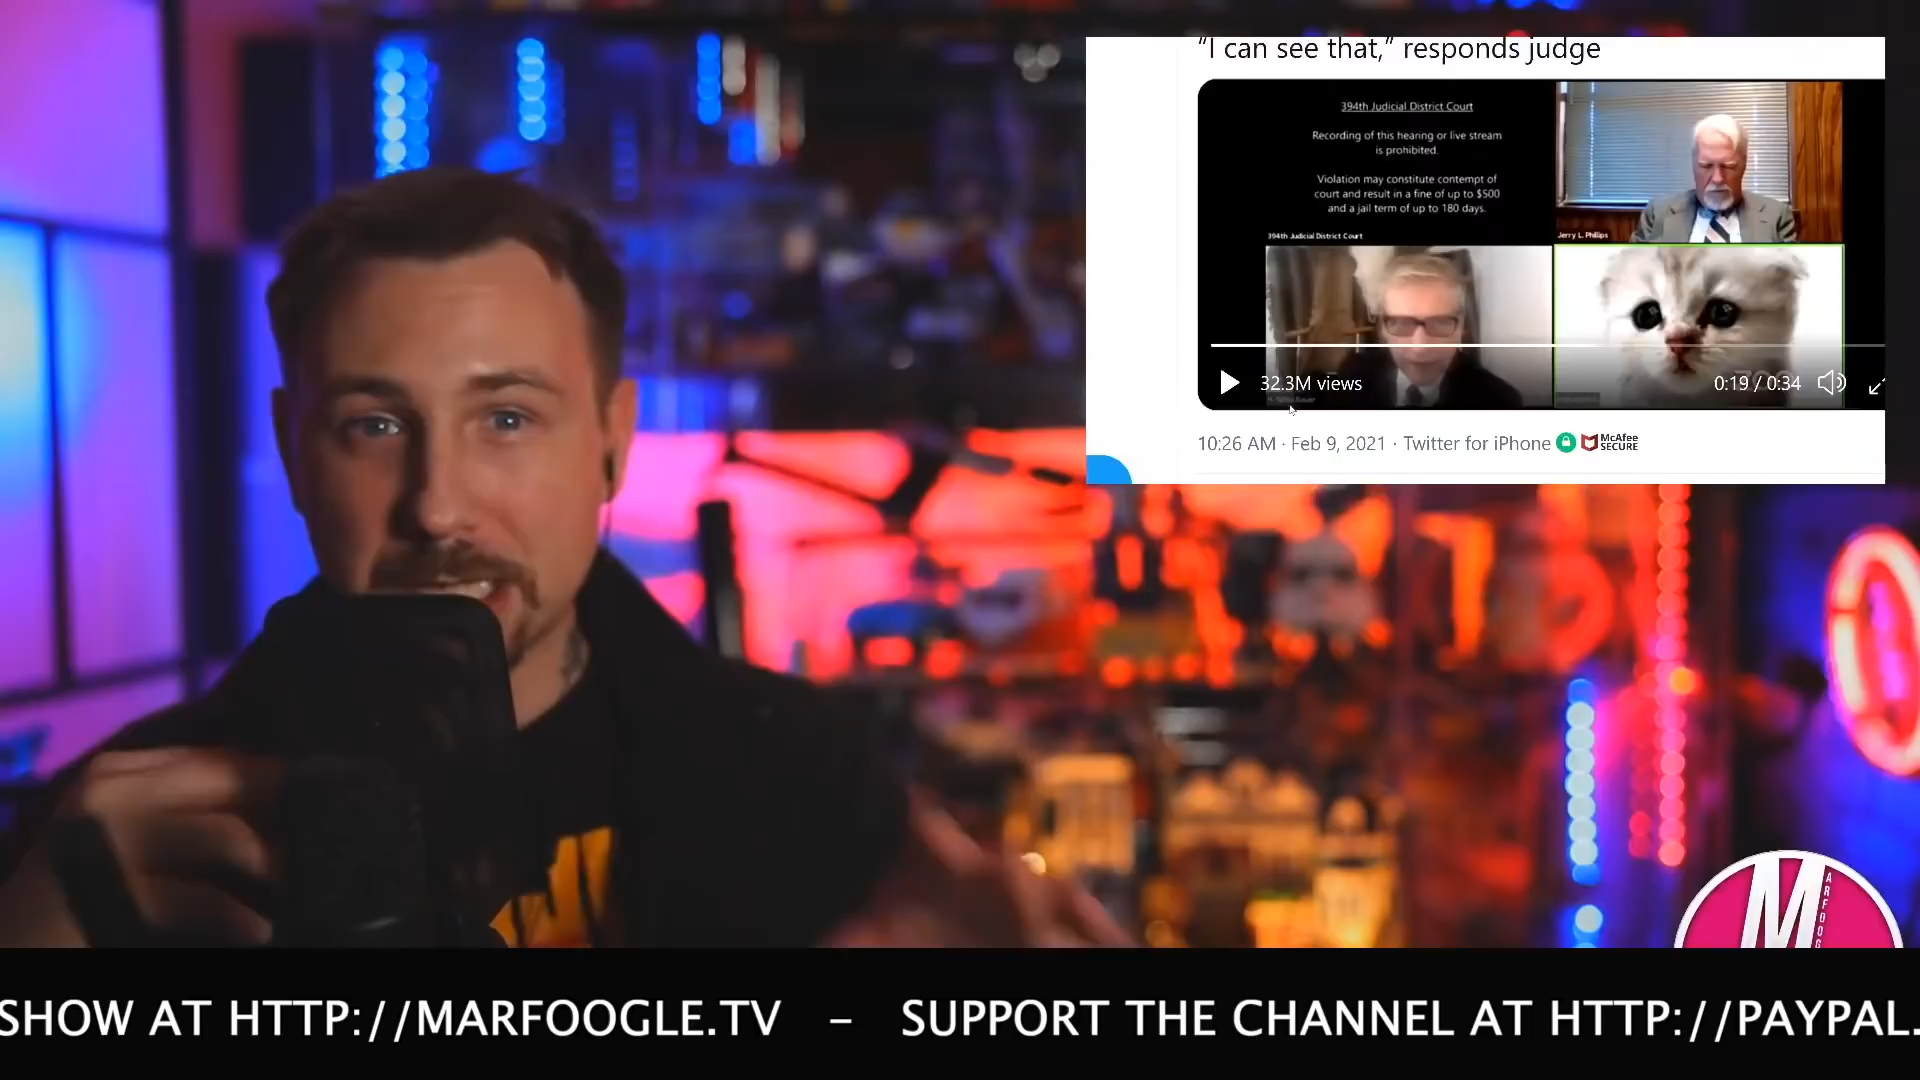 “I can see that,” responds judge
394th Judicial District Court
Recording of this hearing or live stream
is prohibited.
Violation may constitute contempt of
court and result in a fine of up to $500
and a jail term of up to 180 days.
394th Judicial District Court
Jerry L. Phillips
32.3M views
0:19 / 0:34
10:26 AM · Feb 9, 2021 · Twitter for iPhone
McAfee
SECURE
M
ARFOOG
SHOW AT HTTP://MARFOOGLE.TV – SUPPORT THE CHANNEL AT HTTP://PAYPAL.